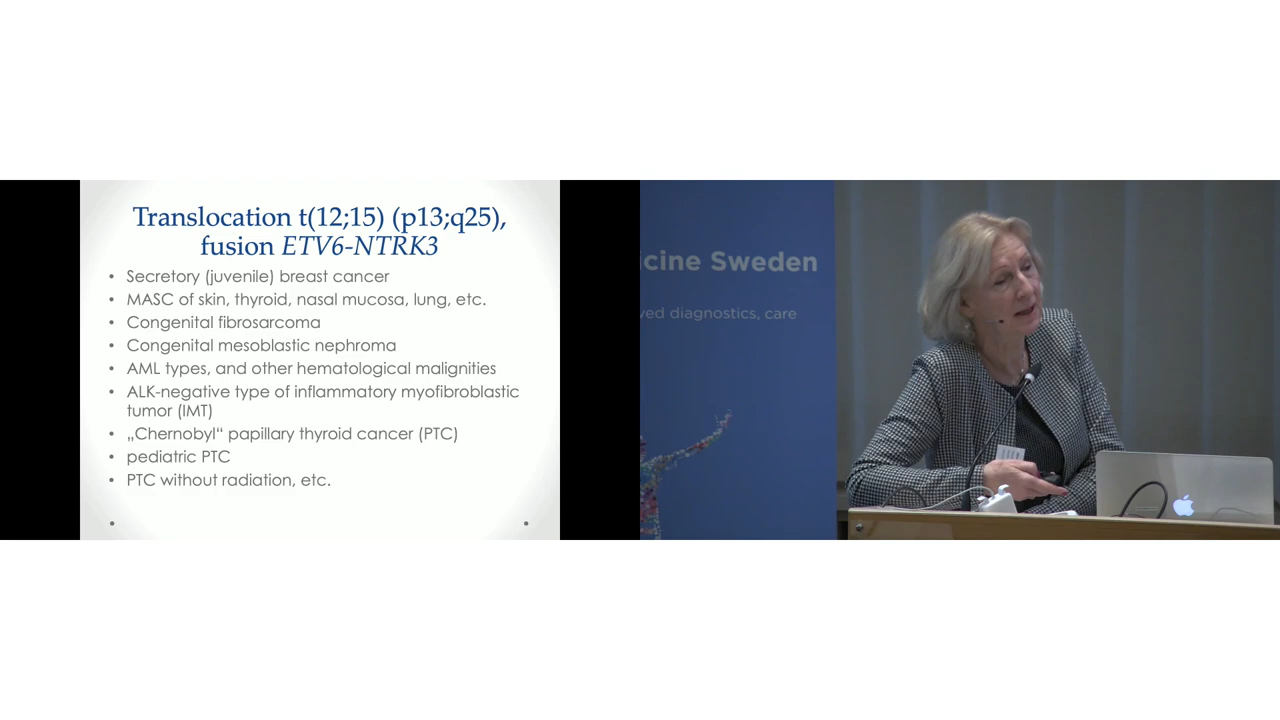 Translocation t(12;15) (p13;q25),
fusion ETV6-NTRK3
• Secretory (juvenile) breast cancer
• MASC of skin, thyroid, nasal mucosa, lung, etc.
• Congenital fibrosarcoma
• Congenital mesoblastic nephroma
• AML types, and other hematological malignities
• ALK-negative type of inflammatory myofibroblastic
tumor (IMT)
• „Chernobyl“ papillary thyroid cancer (PTC)
• pediatric PTC
• PTC without radiation, etc.
icine Sweden
ved diagnostics, care